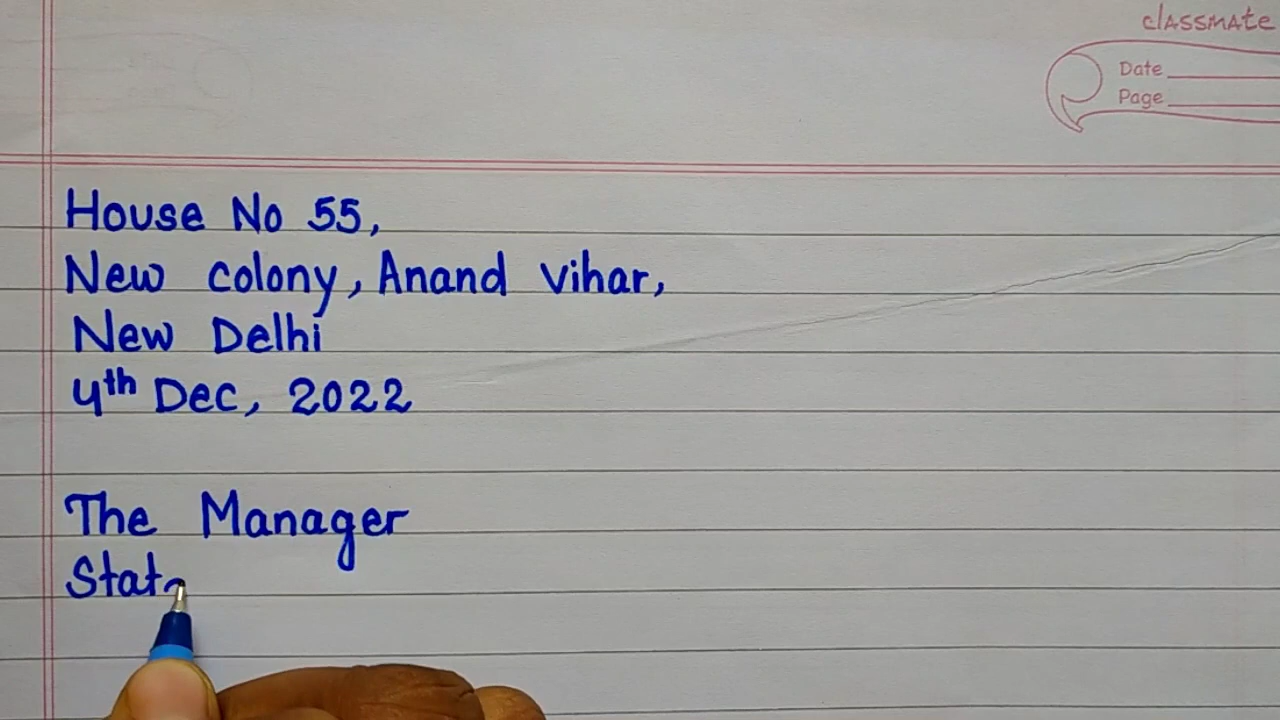 classmate
Date
Page
House No 55,
New colony, Anand vihar,
New Delhi
4th Dec, 2022
The Manager